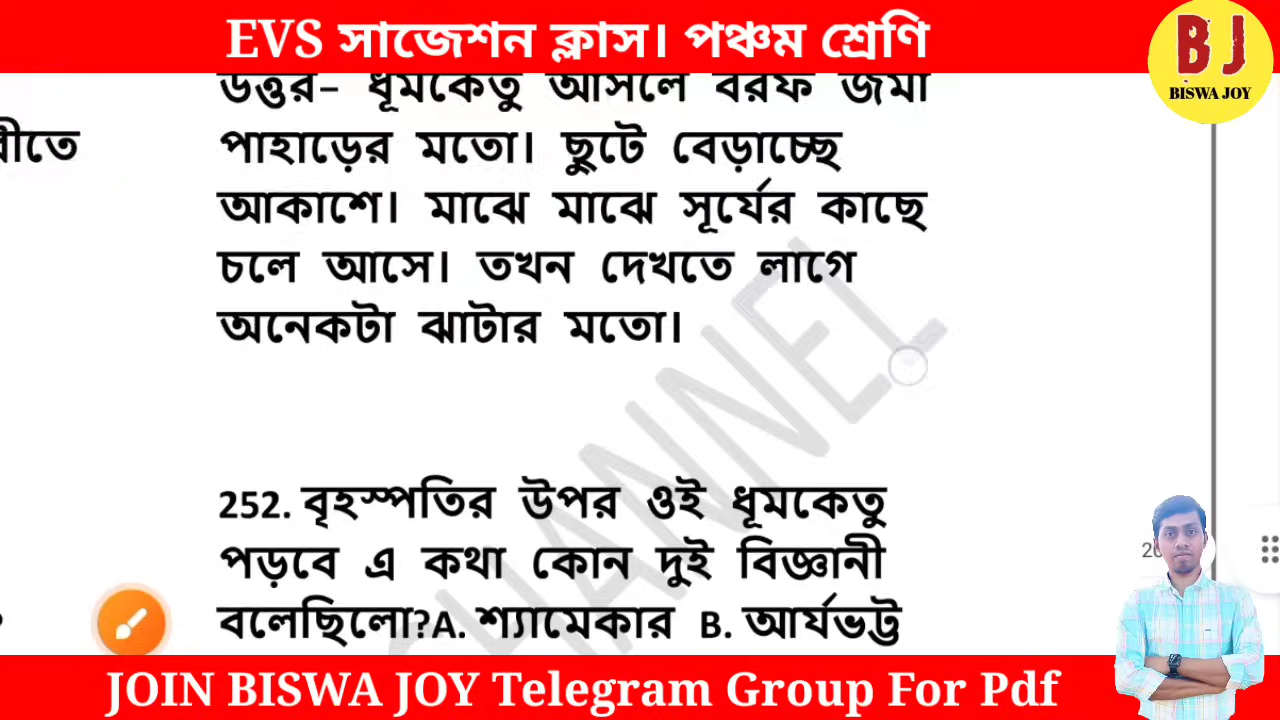 EVS সাজেশন ক্লাস। পঞ্চম শ্রেণি
BJ
BISWA JOY
উত্তর- ধূমকেতু আসলে বরফ জমা
পাহাড়ের মতো। ছুটে বেড়াচ্ছে
আকাশে। মাঝে মাঝে সূর্যের কাছে
চলে আসে। তখন দেখতে লাগে
অনেকটা ঝাটার মতো।
252. বৃহস্পতির উপর ওই ধূমকেতু
পড়বে এ কথা কোন দুই বিজ্ঞানী
বলেছিলো?A. শ্যামেকার B. আর্যভট্ট
CHANNEL
JOIN BISWA JOY Telegram Group For Pdf